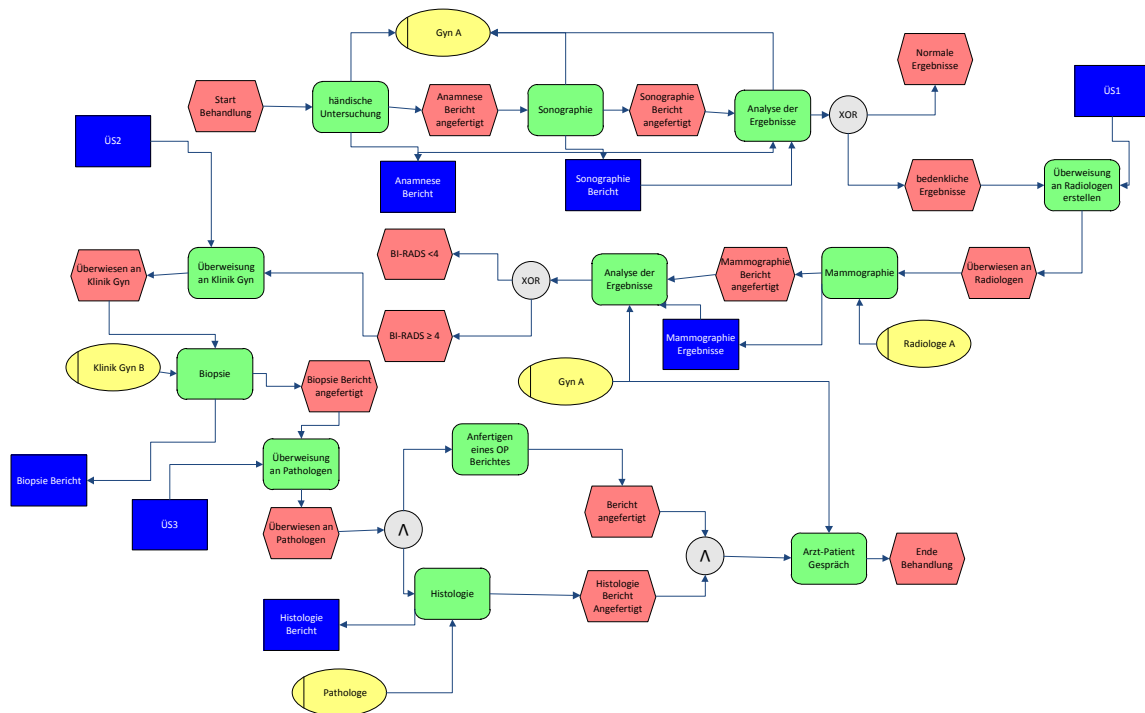 Gyn A
Normale
Ergebnisse
Start
Behandlung
händische
Untersuchung
Anamnese
Bericht
angefertigt
Sonographie
Sonographie
Bericht
angefertigt
Analyse der
Ergebnisse
XOR
ÜS1
ÜS2
Anamnese
Bericht
Sonographie
Bericht
bedenkliche
Ergebnisse
Überweisung
an Radiologen
erstellen
Überwiesen an
Klinik Gyn
Überweisung
an Klinik Gyn
BI-RADS <4
XOR
Analyse der
Ergebnisse
Mammographie
Bericht
angefertigt
Mammographie
Überwiesen an
Radiologen
BI-RADS ≥ 4
Mammographie
Ergebnisse
Radiologe A
Klinik Gyn B
Biopsie
Biopsie Bericht
angefertigt
Gyn A
Überweisung
an Pathologen
Anfertigen
eines OP
Berichtes
Biopsie Bericht
ÜS3
Überwiesen an
Pathologen
Λ
Bericht
angefertigt
Λ
Arzt-Patient
Gespräch
Ende
Behandlung
Histologie
Histologie
Bericht
Angefertigt
Histologie
Bericht
Pathologe